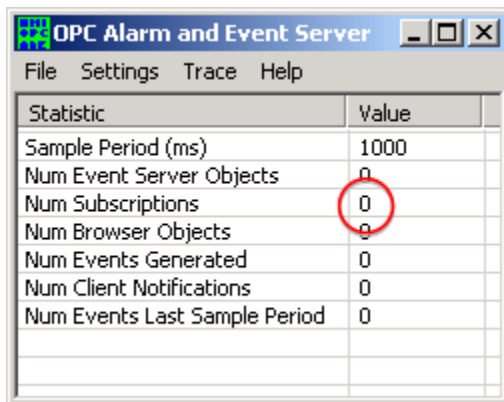 OPC Alarm and Event Server
File Settings Trace Help
Statistic Value
Sample Period (ms) 1000
Num Event Server Objects 0
Num Subscriptions 0
Num Browser Objects 0
Num Events Generated 0
Num Client Notifications 0
Num Events Last Sample Period 0